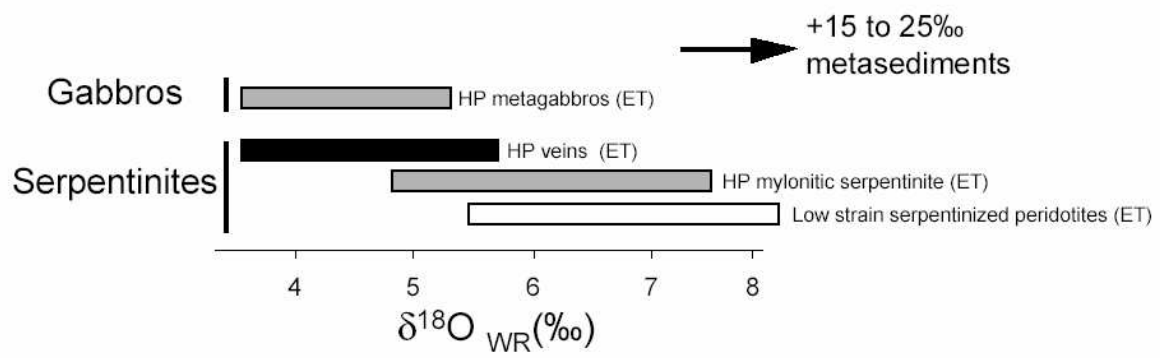 +15 to 25‰
metasediments
Gabbros
HP metagabbros (ET)
HP veins (ET)
Serpentinites
HP mylonitic serpentinite (ET)
Low strain serpentinized peridotites (ET)
4 5 6 7 8
δ¹⁸O WR(‰)